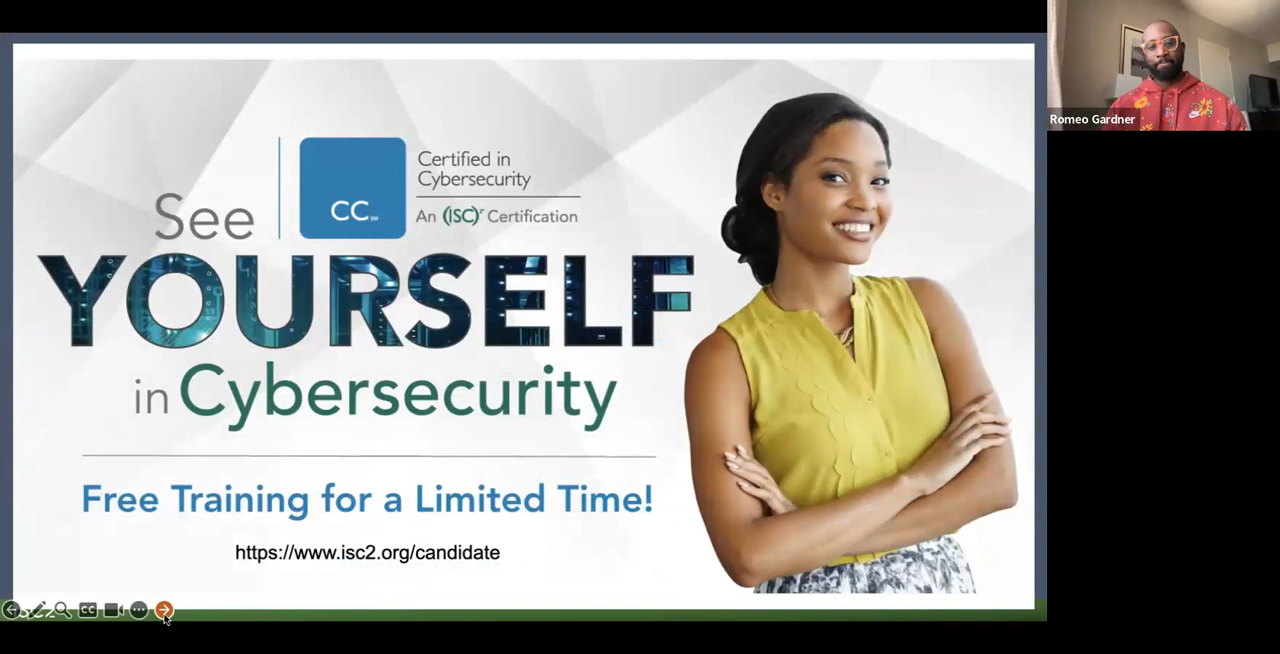 Romeo Gardner
See
CC℠
Certified in
Cybersecurity
An (ISC)² Certification
YOURSELF
in Cybersecurity
Free Training for a Limited Time!
https://www.isc2.org/candidate
CC